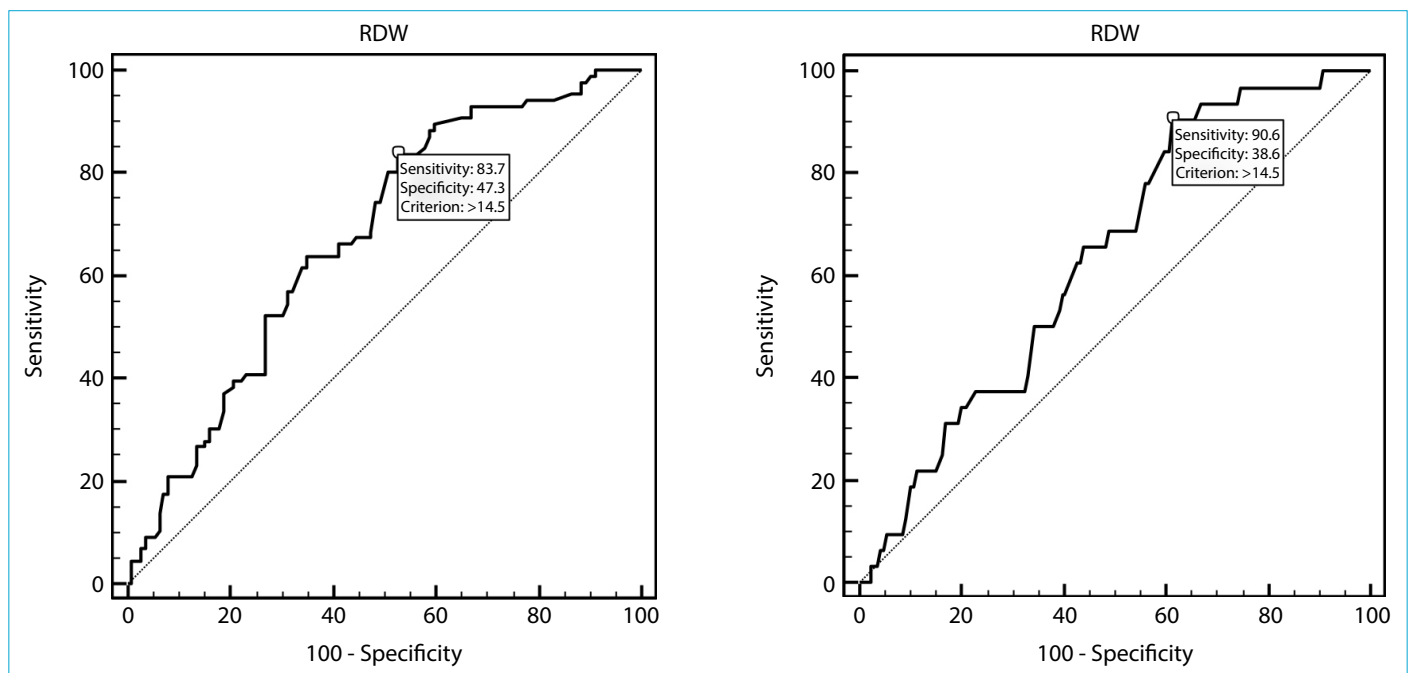 RDW
100
80
60
40
20
0
Sensitivity
Sensitivity: 83.7
Specificity: 47.3
Criterion: >14.5
0 20 40 60 80 100
100 - Specificity
RDW
100
80
60
40
20
0
Sensitivity
Sensitivity: 90.6
Specificity: 38.6
Criterion: >14.5
0 20 40 60 80 100
100 - Specificity